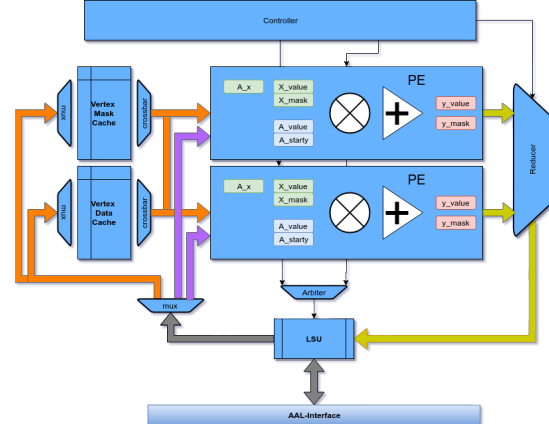 Controller
mux
Vertex
Mask
Cache
crossbar
PE
A_x
X_value
X_mask
A_value
A_starty
y_value
y_mask
Reducer
mux
Vertex
Data
Cache
crossbar
PE
A_x
X_value
X_mask
A_value
A_starty
y_value
y_mask
mux
Arbiter
LSU
AAL-Interface